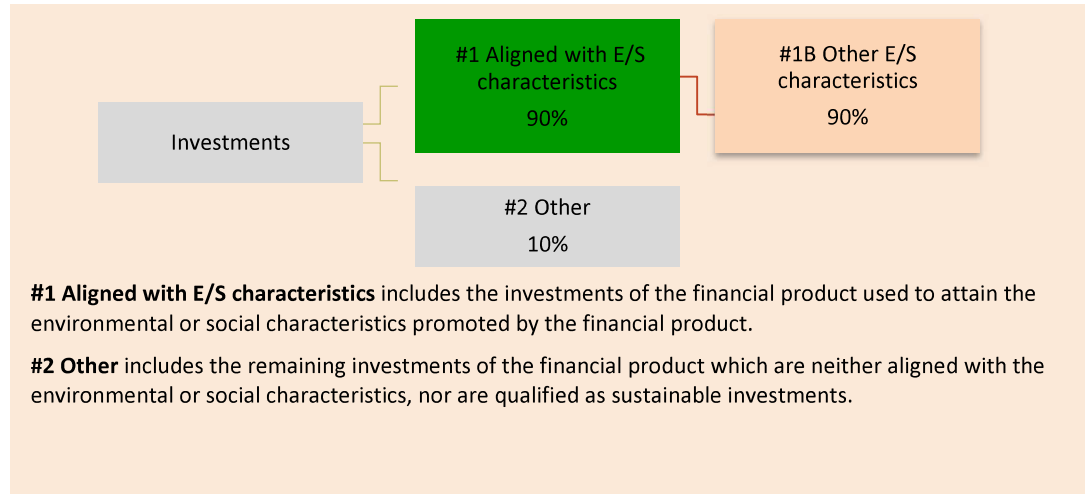 #1 Aligned with E/S
characteristics
90%
#1B Other E/S
characteristics
90%
Investments
#2 Other
10%
#1 Aligned with E/S characteristics includes the investments of the financial product used to attain the
environmental or social characteristics promoted by the financial product.
#2 Other includes the remaining investments of the financial product which are neither aligned with the
environmental or social characteristics, nor are qualified as sustainable investments.